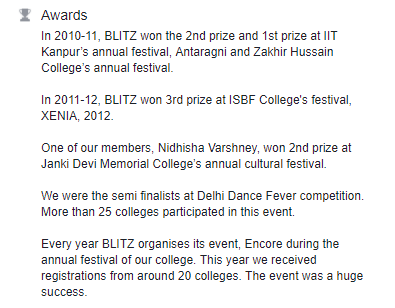 Awards
In 2010-11, BLITZ won the 2nd prize and 1st prize at IIT
Kanpur's annual festival, Antaragni and Zakhir Hussain
College's annual festival.
In 2011-12, BLITZ won 3rd prize at ISBF College's festival,
XENIA, 2012.
One of our members, Nidhisha Varshney, won 2nd prize at
Janki Devi Memorial College's annual cultural festival.
We were the semi finalists at Delhi Dance Fever competition.
More than 25 colleges participated in this event.
Every year BLITZ organises its event, Encore during the
annual festival of our college. This year we received
registrations from around 20 colleges. The event was a huge
success.